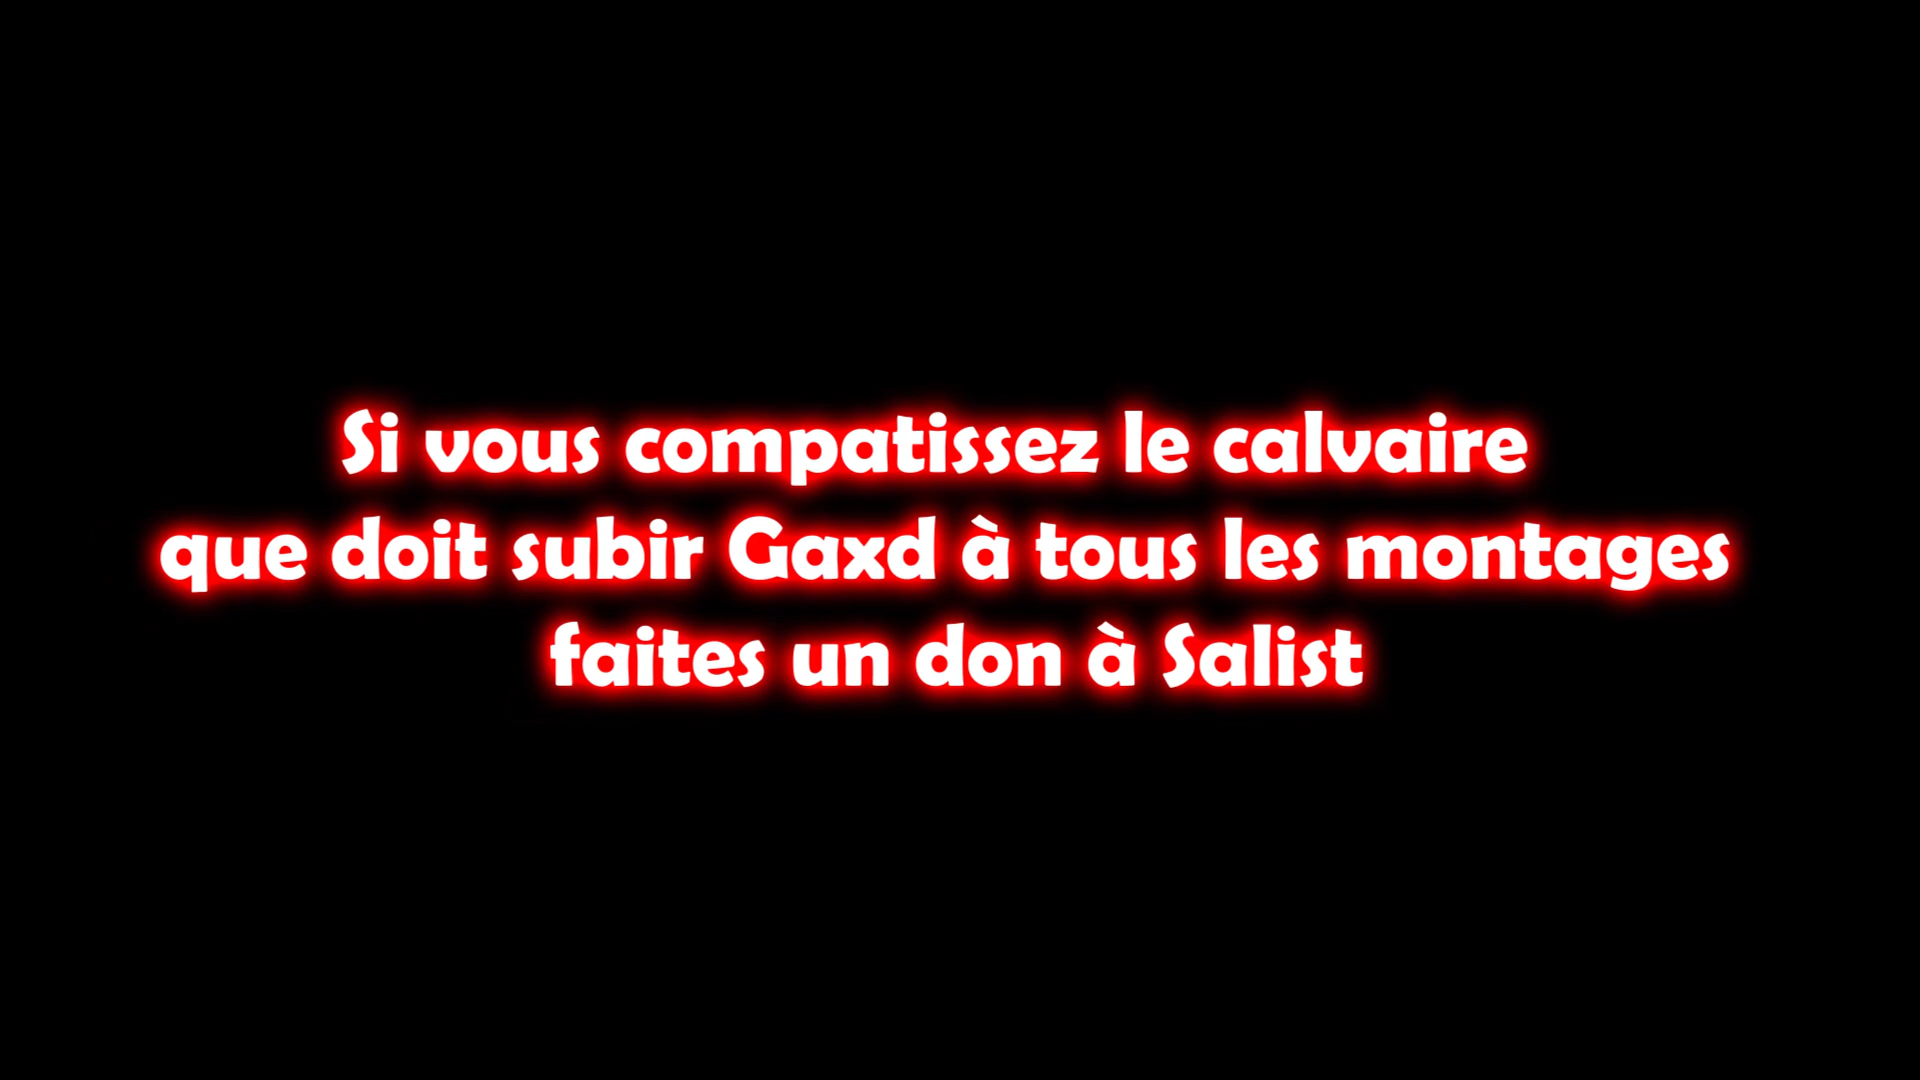 Si vous compatissez le calvaire
que doit subir Gaxd à tous les montages
faites un don à Salist